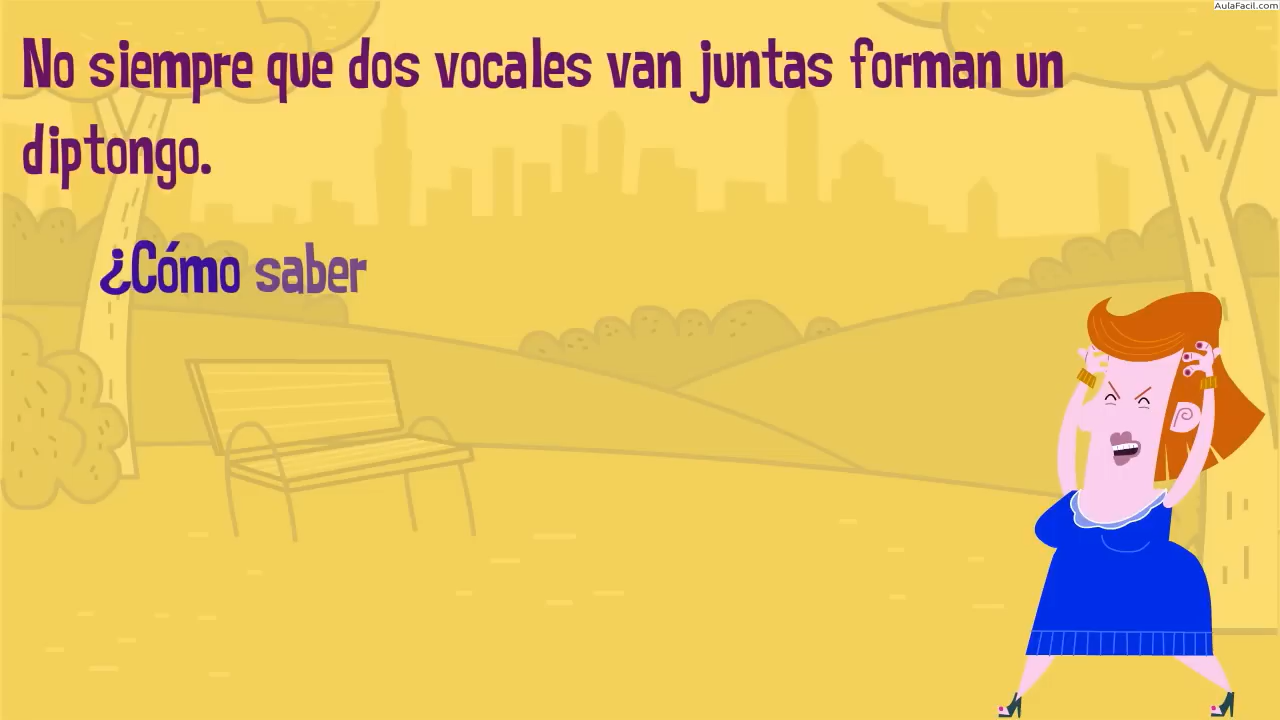 AulaFacil.com
No siempre que dos vocales van juntas forman un
diptongo.
¿Cómo saber